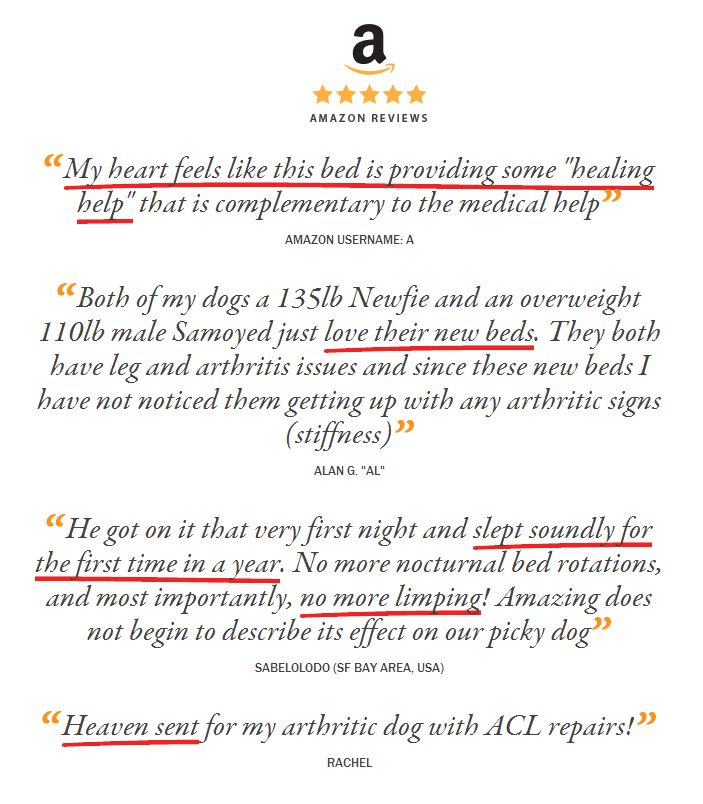 a
AMAZON REVIEWS
“My heart feels like this bed is providing some "healing
help" that is complementary to the medical help”
AMAZON USERNAME: A
“Both of my dogs a 135lb Newfie and an overweight
110lb male Samoyed just love their new beds. They both
have leg and arthritis issues and since these new beds I
have not noticed them getting up with any arthritic signs
(stiffness)”
ALAN G. "AL"
“He got on it that very first night and slept soundly for
the first time in a year. No more nocturnal bed rotations,
and most importantly, no more limping! Amazing does
not begin to describe its effect on our picky dog”
SABELOLODO (SF BAY AREA, USA)
“Heaven sent for my arthritic dog with ACL repairs!”
RACHEL